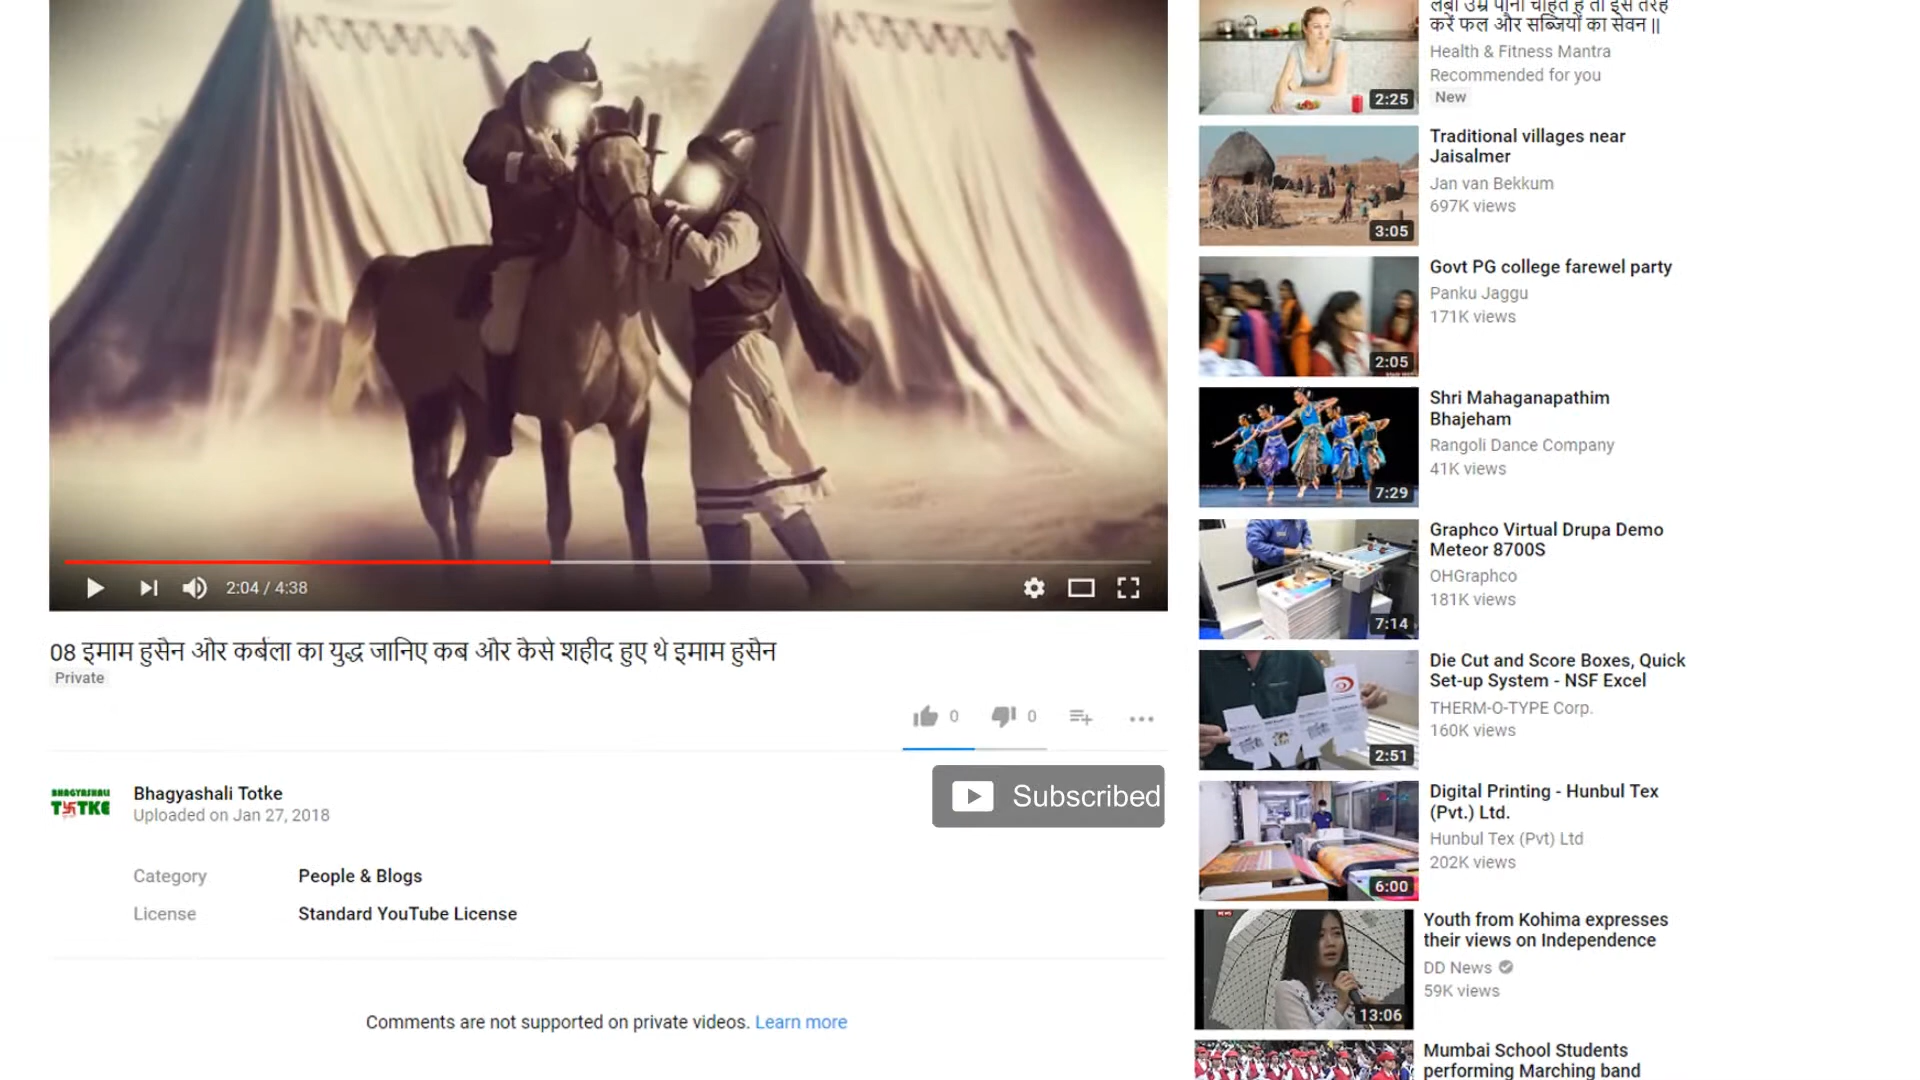 2:04 / 4:38
08 इमाम हुसैन और कर्बला का युद्ध जानिए कब और कैसे शहीद हुए थे इमाम हुसैन
Private
0
0
BHAGYASHALI
T卐TKE
Bhagyashali Totke
Uploaded on Jan 27, 2018
Subscribed
Category
People & Blogs
License
Standard YouTube License
Comments are not supported on private videos. Learn more
लंबी उम्र पाना चाहते है तो इस तरह
करें फल और सब्जियों का सेवन ||
Health & Fitness Mantra
Recommended for you
New
2:25
Traditional villages near
Jaisalmer
Jan van Bekkum
697K views
3:05
Govt PG college farewel party
Panku Jaggu
171K views
2:05
Shri Mahaganapathim
Bhajeham
Rangoli Dance Company
41K views
7:29
Graphco Virtual Drupa Demo
Meteor 8700S
OHGraphco
181K views
7:14
Die Cut and Score Boxes, Quick
Set-up System - NSF Excel
THERM-O-TYPE Corp.
160K views
2:51
Digital Printing - Hunbul Tex
(Pvt.) Ltd.
Hunbul Tex (Pvt) Ltd
202K views
6:00
NEWS
Youth from Kohima expresses
their views on Independence
DD News
59K views
13:06
Mumbai School Students
performing Marching band